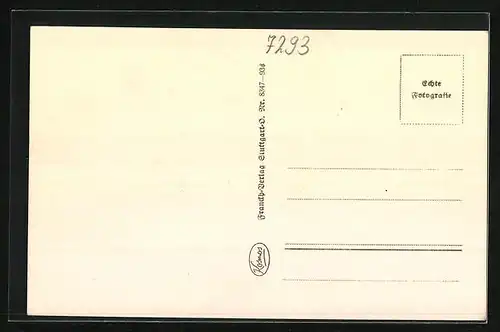 7293
Echte
Fotografie
Franckh-Verlag Stuttgart-O. Nr. 8347—934
Kosmos